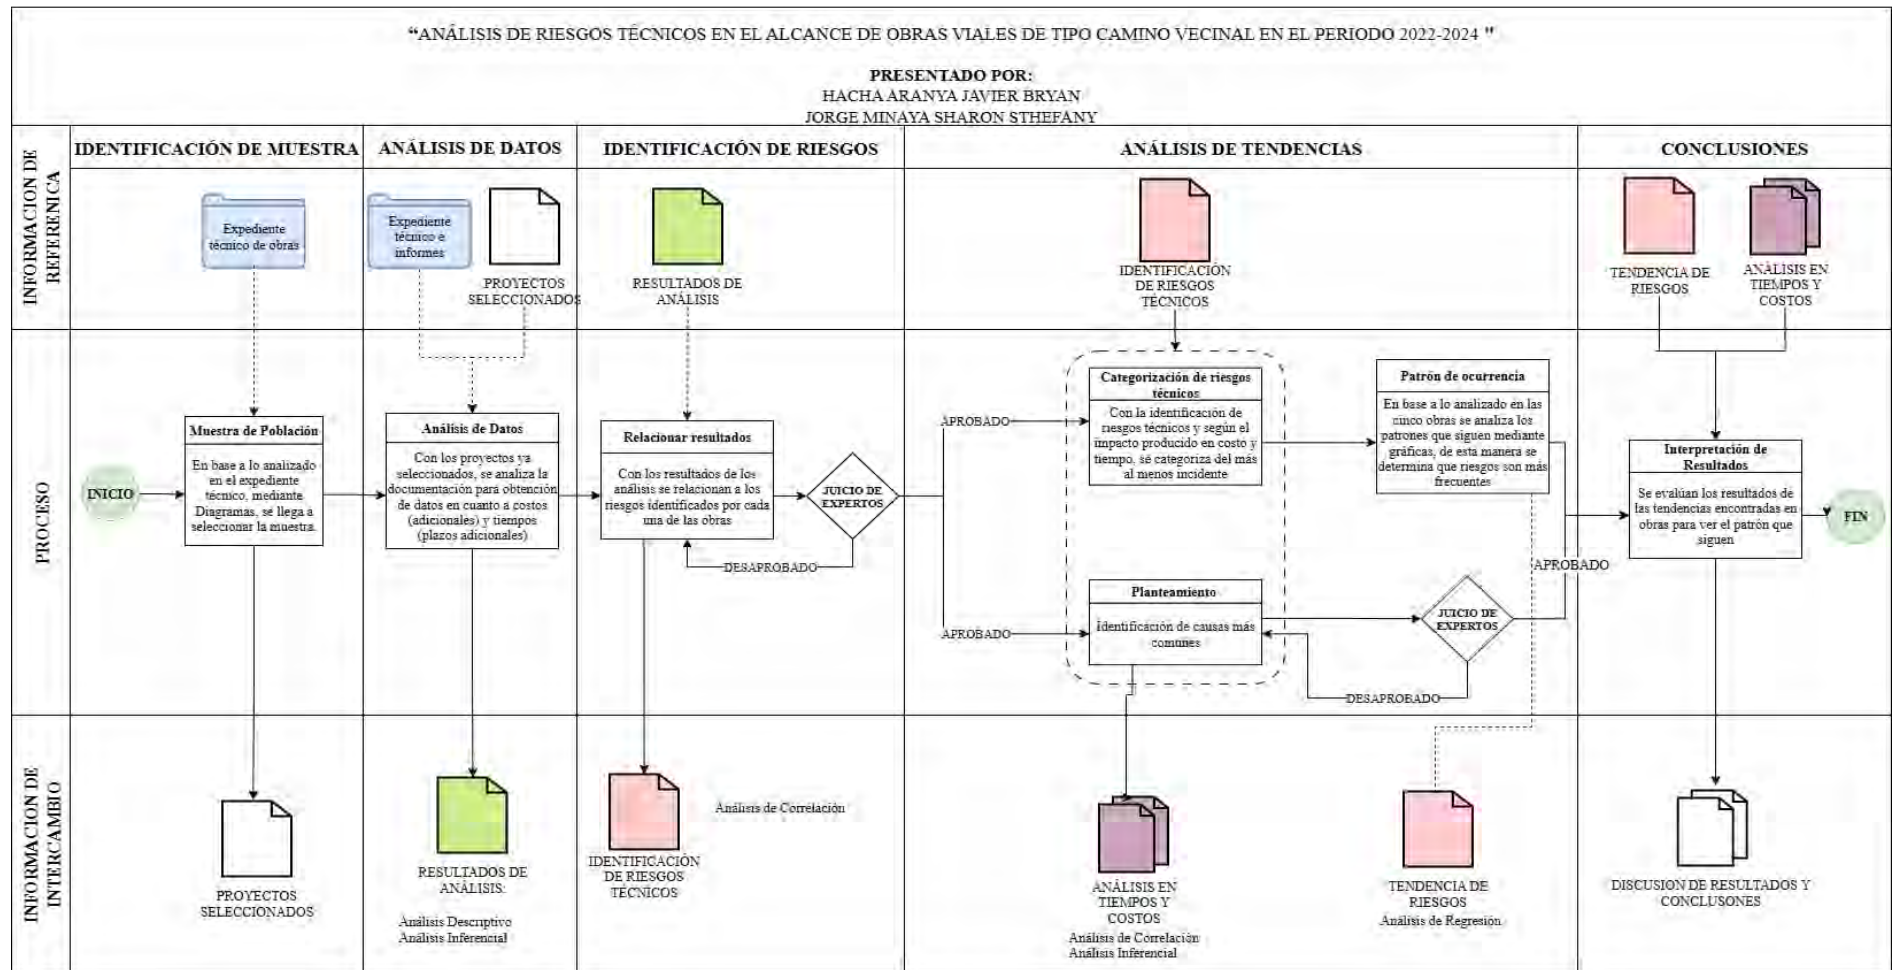 “ANÁLISIS DE RIESGOS TÉCNICOS EN EL ALCANCE DE OBRAS VIALES DE TIPO CAMINO VECINAL EN EL PERIODO 2022-2024 "
PRESENTADO POR:
HACHA ARANYA JAVIER BRYAN
JORGE MINAYA SHARON STHEFANY
IDENTIFICACIÓN DE MUESTRA
ANÁLISIS DE DATOS
IDENTIFICACIÓN DE RIESGOS
ANÁLISIS DE TENDENCIAS
CONCLUSIONES
INFORMACION DE
REFERENICA
Expediente
técnico de obras
Expediente
técnico e
informes
PROYECTOS
SELECCIONADOS
RESULTADOS DE
ANÁLISIS
IDENTIFICACIÓN
DE RIESGOS
TÉCNICOS
TENDENCIA DE
RIESGOS
ANÁLISIS EN
TIEMPOS Y
COSTOS
PROCESO
INICIO
Muestra de Población
En base a lo analizado
en el expediente
técnico, mediante
Diagramas, se llega a
seleccionar la muestra.
Análisis de Datos
Con los proyectos ya
seleccionados, se analiza la
documentación para obtención
de datos en cuanto a costos
(adicionales) y tiempos
(plazos adicionales)
Relacionar resultados
Con los resultados de los
análisis se relacionan a los
riesgos identificados por cada
una de las obras
JUICIO DE
EXPERTOS
DESAPROBADO
APROBADO
APROBADO
Categorización de riesgos
técnicos
Con la identificación de
riesgos técnicos y según el
impacto producido en costo y
tiempo, se categoriza del más
al menos incidente
Patrón de ocurrencia
En base a lo analizado en las
cinco obras se analiza los
patrones que siguen mediante
gráficas, de esta manera se
determina que riesgos son más
frecuentes
Planteamiento
Identificación de causas más
comunes
JUICIO DE
EXPERTOS
DESAPROBADO
APROBADO
Interpretación de
Resultados
Se evalúan los resultados de
las tendencias encontradas en
obras para ver el patrón que
siguen
FIN
INFORMACION DE
INTERCAMBIO
PROYECTOS
SELECCIONADOS
RESULTADOS DE
ANÁLISIS:
Análisis Descriptivo
Análisis Inferencial
IDENTIFICACIÓN
DE RIESGOS
TÉCNICOS
Análisis de Correlación
ANÁLISIS EN
TIEMPOS Y
COSTOS
Análisis de Correlación
Análisis Inferencial
TENDENCIA DE
RIESGOS
Análisis de Regresión
DISCUSION DE RESULTADOS Y
CONCLUSONES